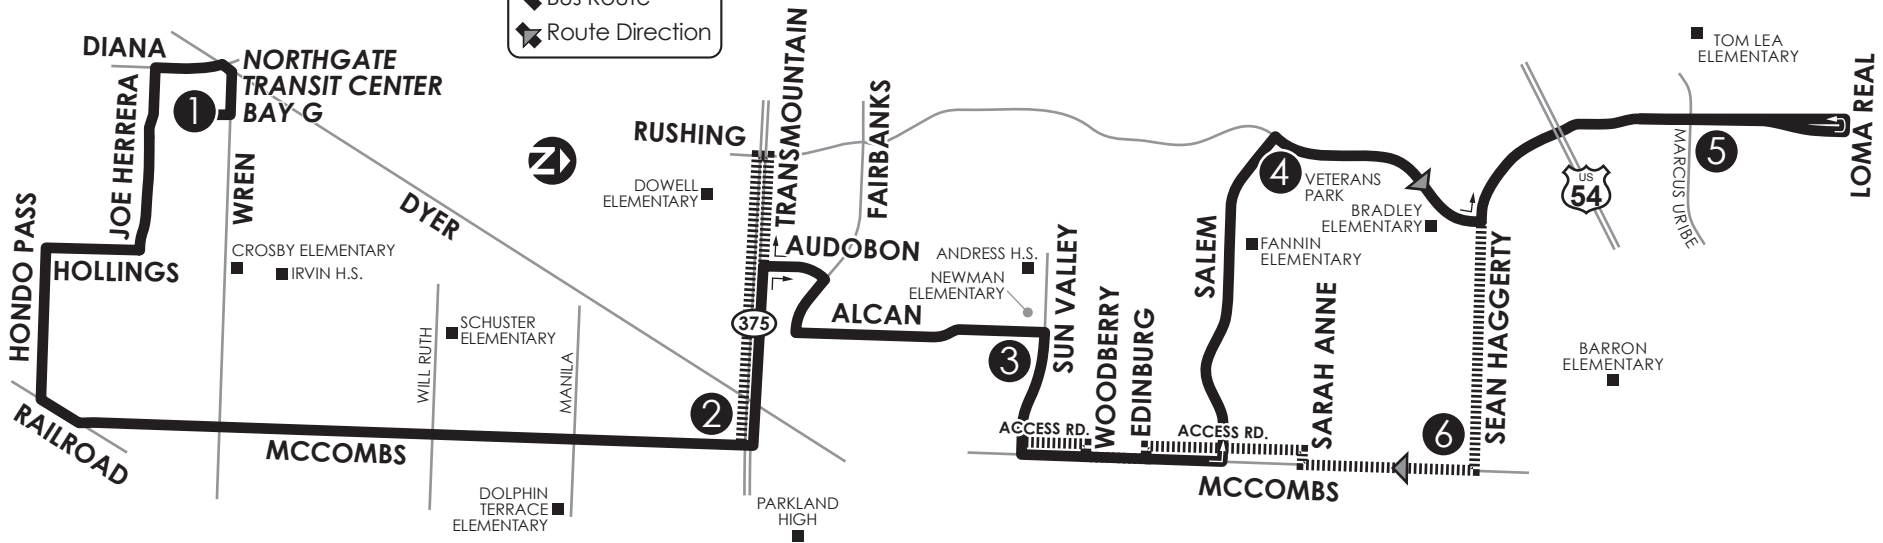 Bus Route
Route Direction
DIANA
NORTHGATE
TRANSIT CENTER
BAY G
1
JOE HERRERA
WREN
HONDO PASS
HOLLINGS
CROSBY ELEMENTARY
IRVIN H.S.
DYER
RAILROAD
MCCOMBS
WILL RUTH
SCHUSTER
ELEMENTARY
MANILA
DOLPHIN
TERRACE
ELEMENTARY
N
RUSHING
DOWELL
ELEMENTARY
TRANSMOUNTAIN
FAIRBANKS
375
2
PARKLAND
HIGH
AUDOBON
ALCAN
ANDRESS H.S.
NEWMAN
ELEMENTARY
3
SUN VALLEY
ACCESS RD.
WOODBERRY
EDINBURG
ACCESS RD.
SALEM
4
VETERANS
PARK
BRADLEY
ELEMENTARY
FANNIN
ELEMENTARY
SARAH ANNE
MCCOMBS
6
SEAN HAGGERTY
US
54
BARRON
ELEMENTARY
MARCUS URIBE
5
TOM LEA
ELEMENTARY
LOMA REAL